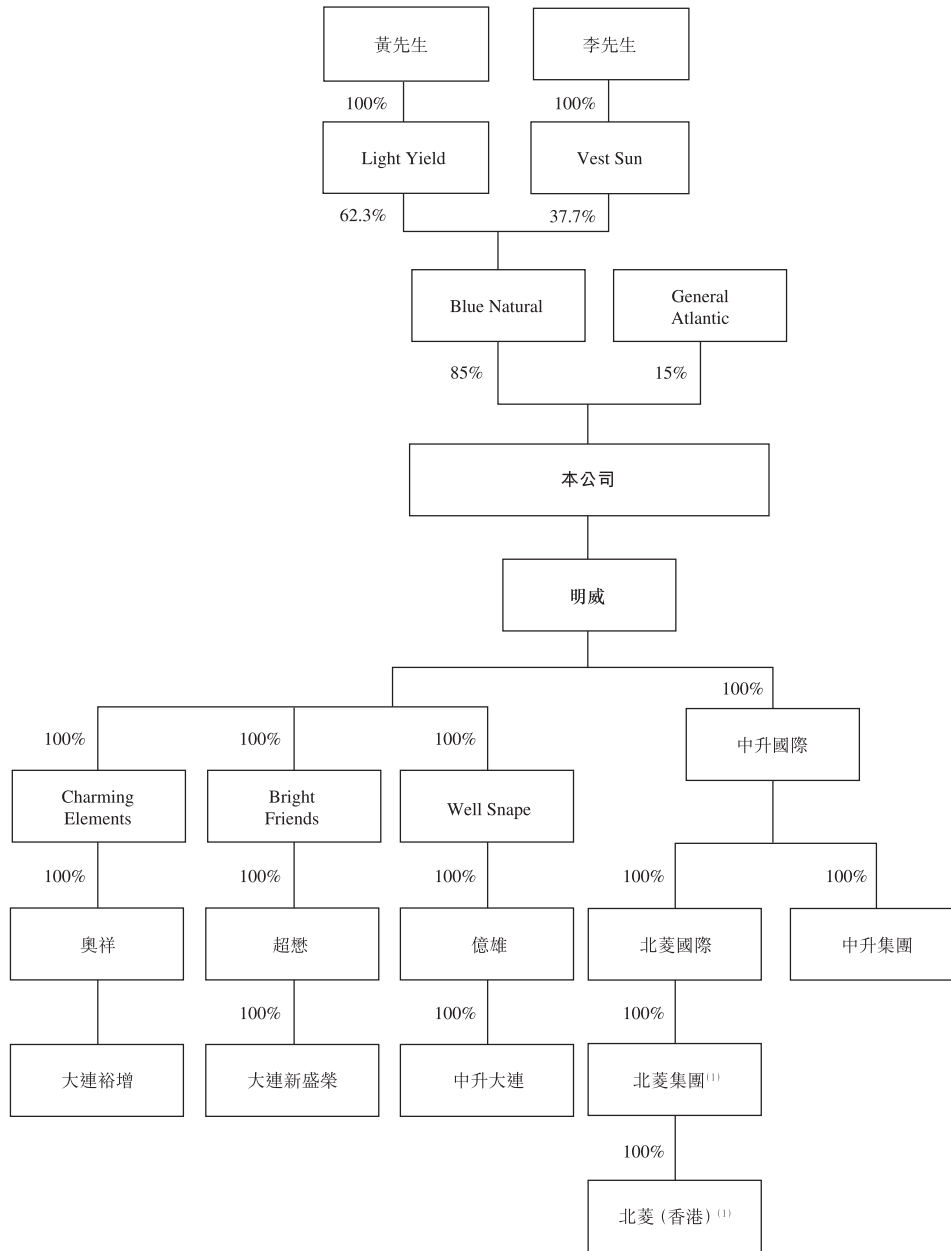 黃先生
李先生
100%
100%
Light Yield
Vest Sun
62.3%
37.7%
Blue Natural
General
Atlantic
85%
15%
本公司
明威
100%
中升國際
100%
100%
100%
Charming
Elements
Bright
Friends
Well Snape
100%
100%
100%
100%
100%
奧祥
超懋
億雄
北菱國際
中升集團
100%
100%
100%
大連裕增
大連新盛榮
中升大連
北菱集團(1)
100%
北菱(香港)(1)